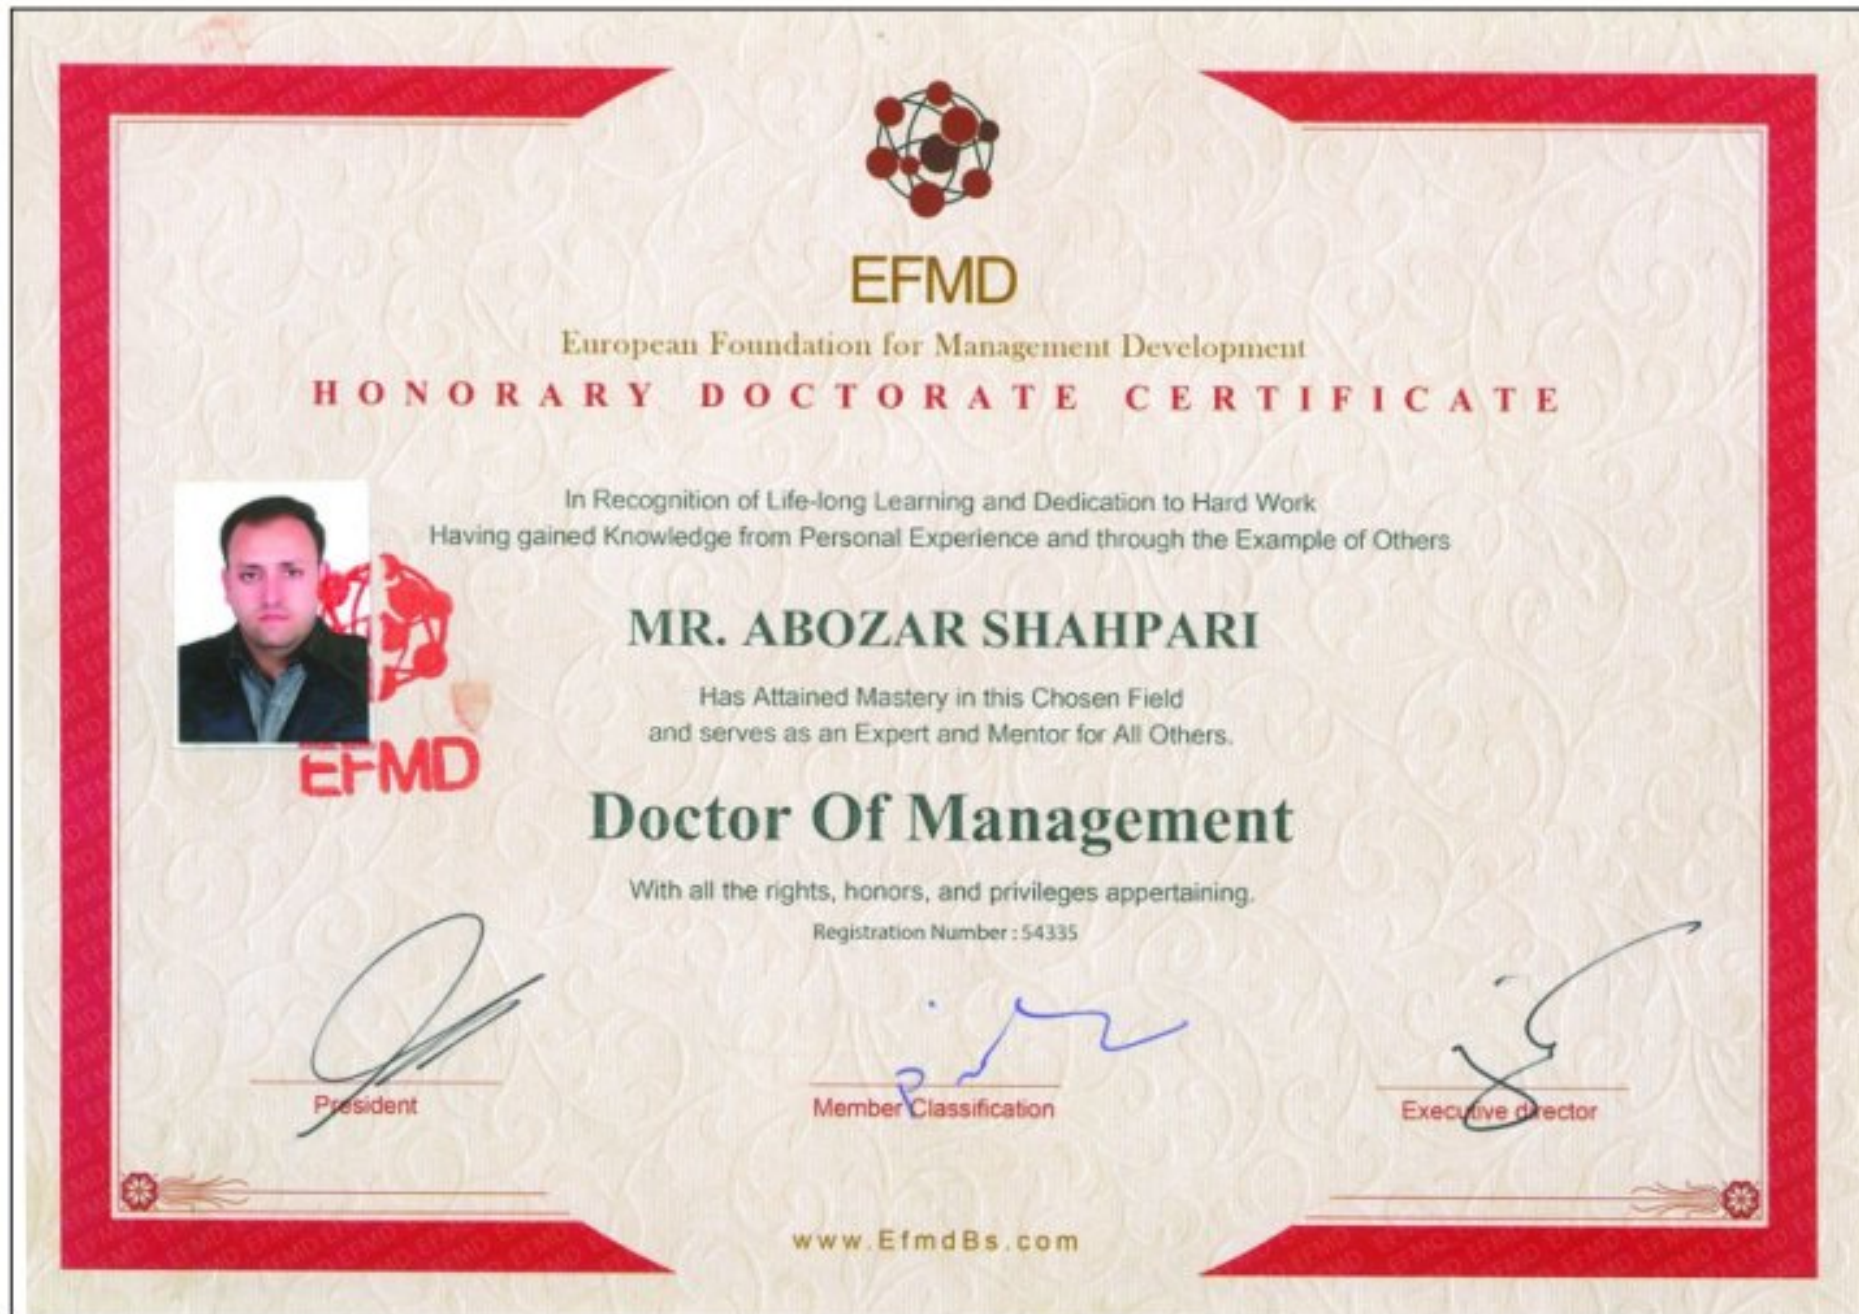 EFMD
European Foundation for Management Development
HONORARY DOCTORATE CERTIFICATE
In Recognition of Life-long Learning and Dedication to Hard Work
Having gained Knowledge from Personal Experience and through the Example of Others
MR. ABOZAR SHAHPARI
Has Attained Mastery in this Chosen Field
and serves as an Expert and Mentor for All Others.
EFMD
Doctor Of Management
With all the rights, honors, and privileges appertaining.
Registration Number : 54335
President
Member Classification
Executive director
www.EfmdBs.com